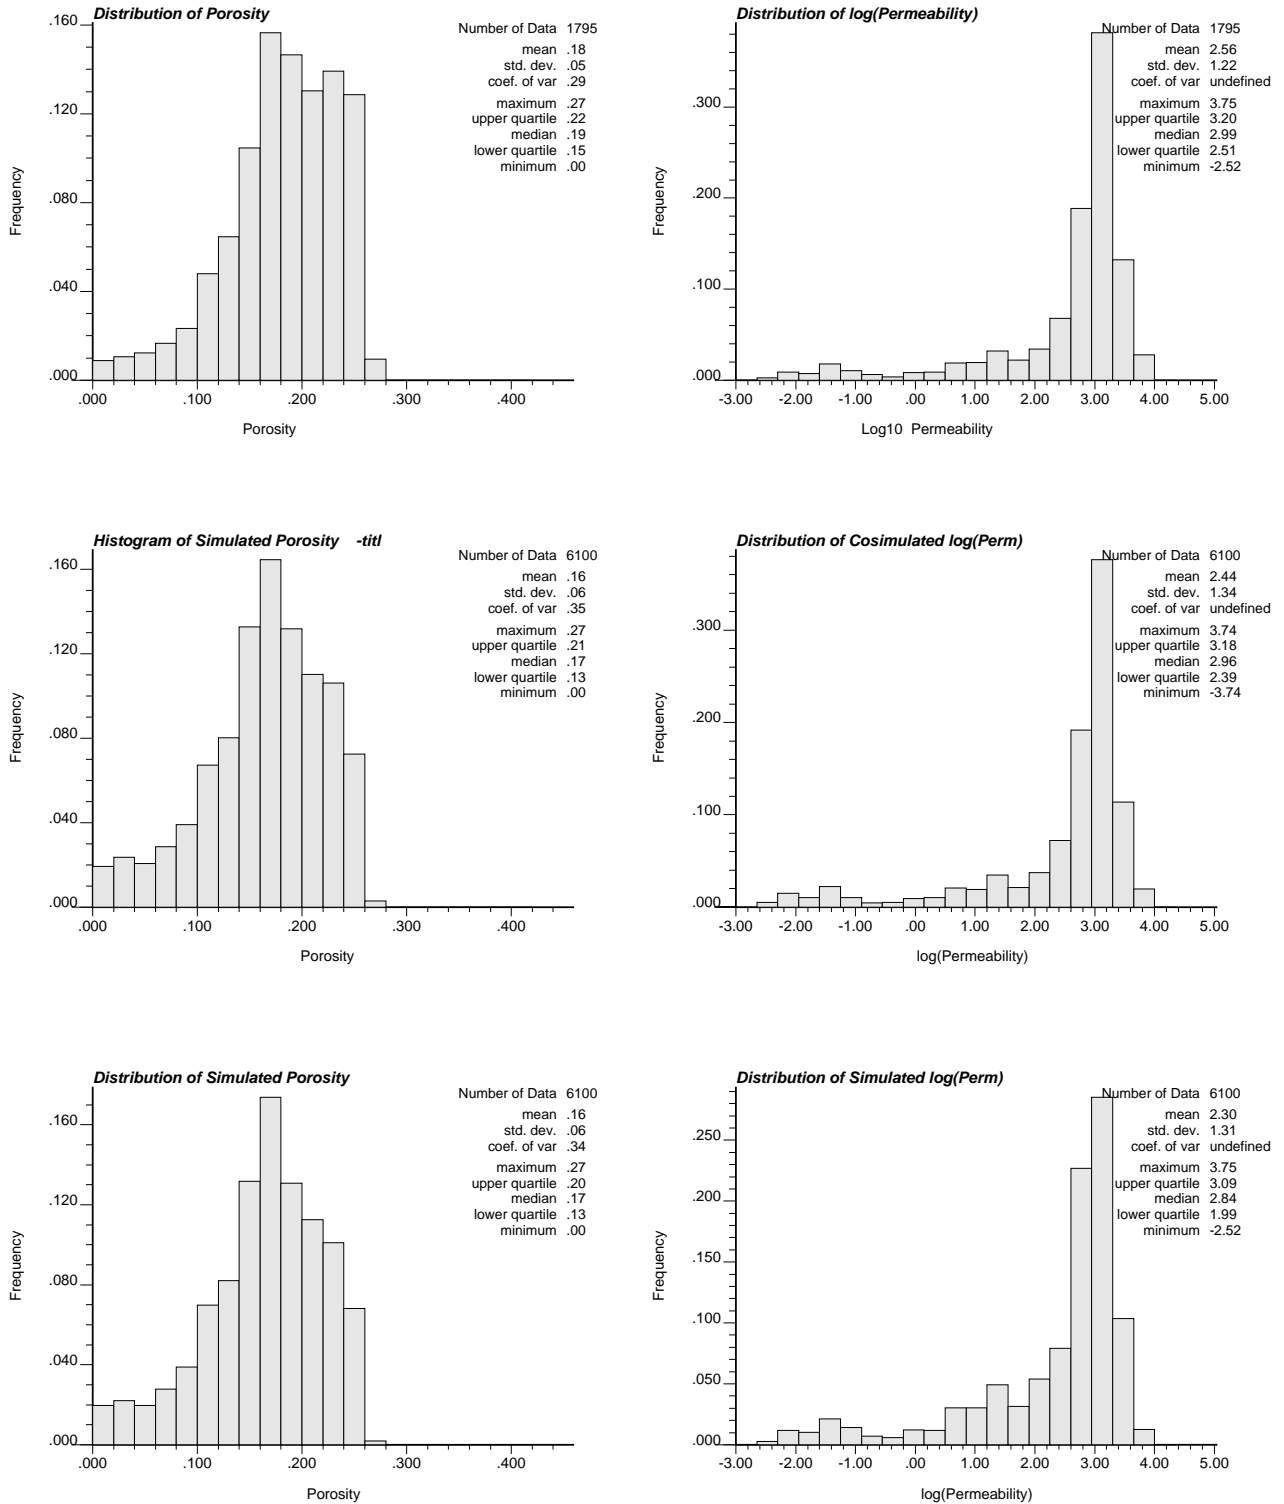 Distribution of Porosity
Number of Data 1795
mean .18
std. dev. .05
coef. of var .29
maximum .27
upper quartile .22
median .19
lower quartile .15
minimum .00
Frequency
.160
.120
.080
.040
.000
.000 .100 .200 .300 .400
Porosity
Distribution of log(Permeability)
Number of Data 1795
mean 2.56
std. dev. 1.22
coef. of var undefined
maximum 3.75
upper quartile 3.20
median 2.99
lower quartile 2.51
minimum -2.52
Frequency
.300
.200
.100
.000
-3.00 -2.00 -1.00 .00 1.00 2.00 3.00 4.00 5.00
Log10 Permeability
Histogram of Simulated Porosity -titl
Number of Data 6100
mean .16
std. dev. .06
coef. of var .35
maximum .27
upper quartile .21
median .17
lower quartile .13
minimum .00
Frequency
.160
.120
.080
.040
.000
.000 .100 .200 .300 .400
Porosity
Distribution of Cosimulated log(Perm)
Number of Data 6100
mean 2.44
std. dev. 1.34
coef. of var undefined
maximum 3.74
upper quartile 3.18
median 2.96
lower quartile 2.39
minimum -3.74
Frequency
.300
.200
.100
.000
-3.00 -2.00 -1.00 .00 1.00 2.00 3.00 4.00 5.00
log(Permeability)
Distribution of Simulated Porosity
Number of Data 6100
mean .16
std. dev. .06
coef. of var .34
maximum .27
upper quartile .20
median .17
lower quartile .13
minimum .00
Frequency
.160
.120
.080
.040
.000
.000 .100 .200 .300 .400
Porosity
Distribution of Simulated log(Perm)
Number of Data 6100
mean 2.30
std. dev. 1.31
coef. of var undefined
maximum 3.75
upper quartile 3.09
median 2.84
lower quartile 1.99
minimum -2.52
Frequency
.250
.200
.150
.100
.050
.000
-3.00 -2.00 -1.00 .00 1.00 2.00 3.00 4.00 5.00
log(Permeability)